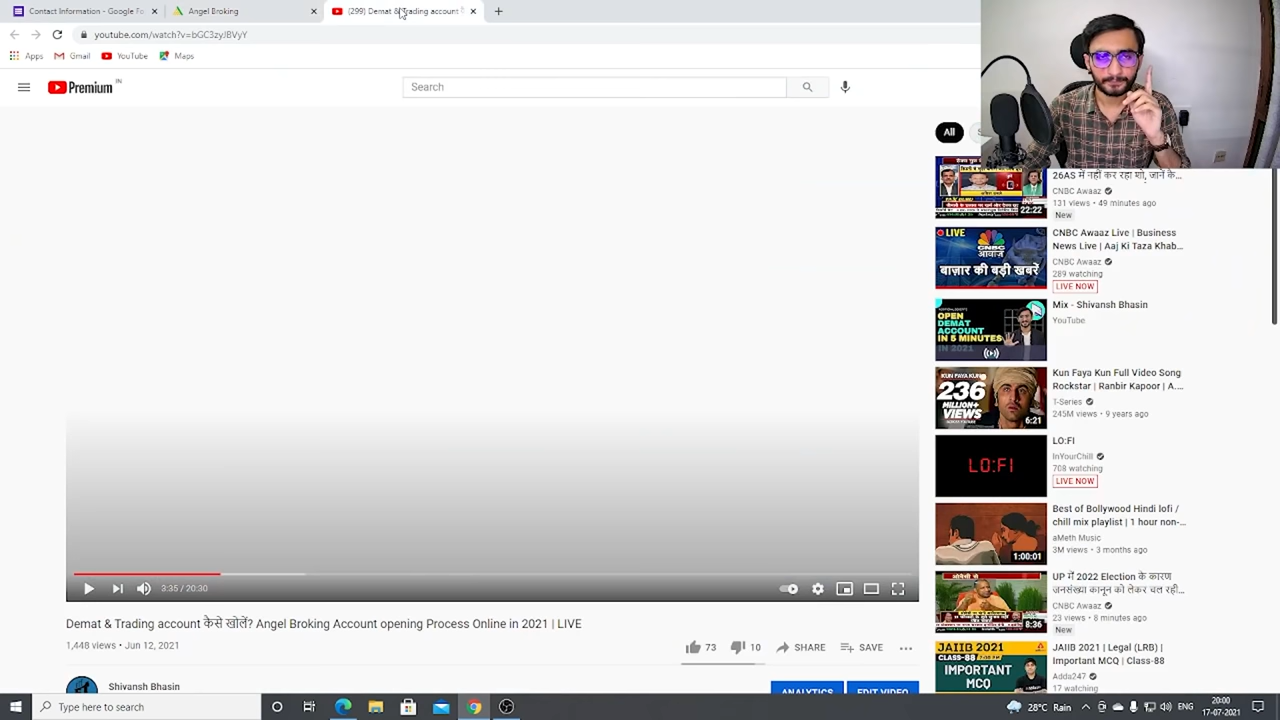 Contact Information - Google Fo
Angel Broking
(299) Demat & Trading account
youtube.com/watch?v=bGC3zyJBVyY
Apps
Gmail
YouTube
Maps
Premium IN
Search
All
26AS में नहीं कर रहा शो, जानें के...
CNBC Awaaz
131 views • 49 minutes ago
New
22:22
LIVE
CNBC
आवाज़
बाज़ार की बड़ी खबरें
CNBC Awaaz Live | Business
News Live | Aaj Ki Taza Khab...
CNBC Awaaz
289 watching
LIVE NOW
OPEN
DEMAT
ACCOUNT
IN 5 MINUTES
IN 2021
Mix - Shivansh Bhasin
YouTube
KUN FAYA KUN
236
MILLION+
VIEWS
6:21
Kun Faya Kun Full Video Song
Rockstar | Ranbir Kapoor | A....
T-Series
245M views • 9 years ago
LO:FI
LO:FI
InYourChill
708 watching
LIVE NOW
1:00:01
Best of Bollywood Hindi lofi /
chill mix playlist | 1 hour non-...
aMeth Music
3M views • 3 months ago
8:36
UP में 2022 Election के कारण
जनसंख्या कानून को लेकर चल रही...
CNBC Awaaz
23 views • 8 minutes ago
New
JAIIB 2021
CLASS-88
IMPORTANT
MCQ
JAIIB 2021 | Legal (LRB) |
Important MCQ | Class-88
Adda247
17 watching
3:35 / 20:30
Demat & Trading account कैसे खोलें? Angel Broking Account opening Process Online in 2021 | LIVE
1,448 views • Jun 12, 2021
73
10
SHARE
SAVE
Shivansh Bhasin
ANALYTICS
EDIT VIDEO
Type here to search
28°C Rain
ENG
20:00
17-07-2021